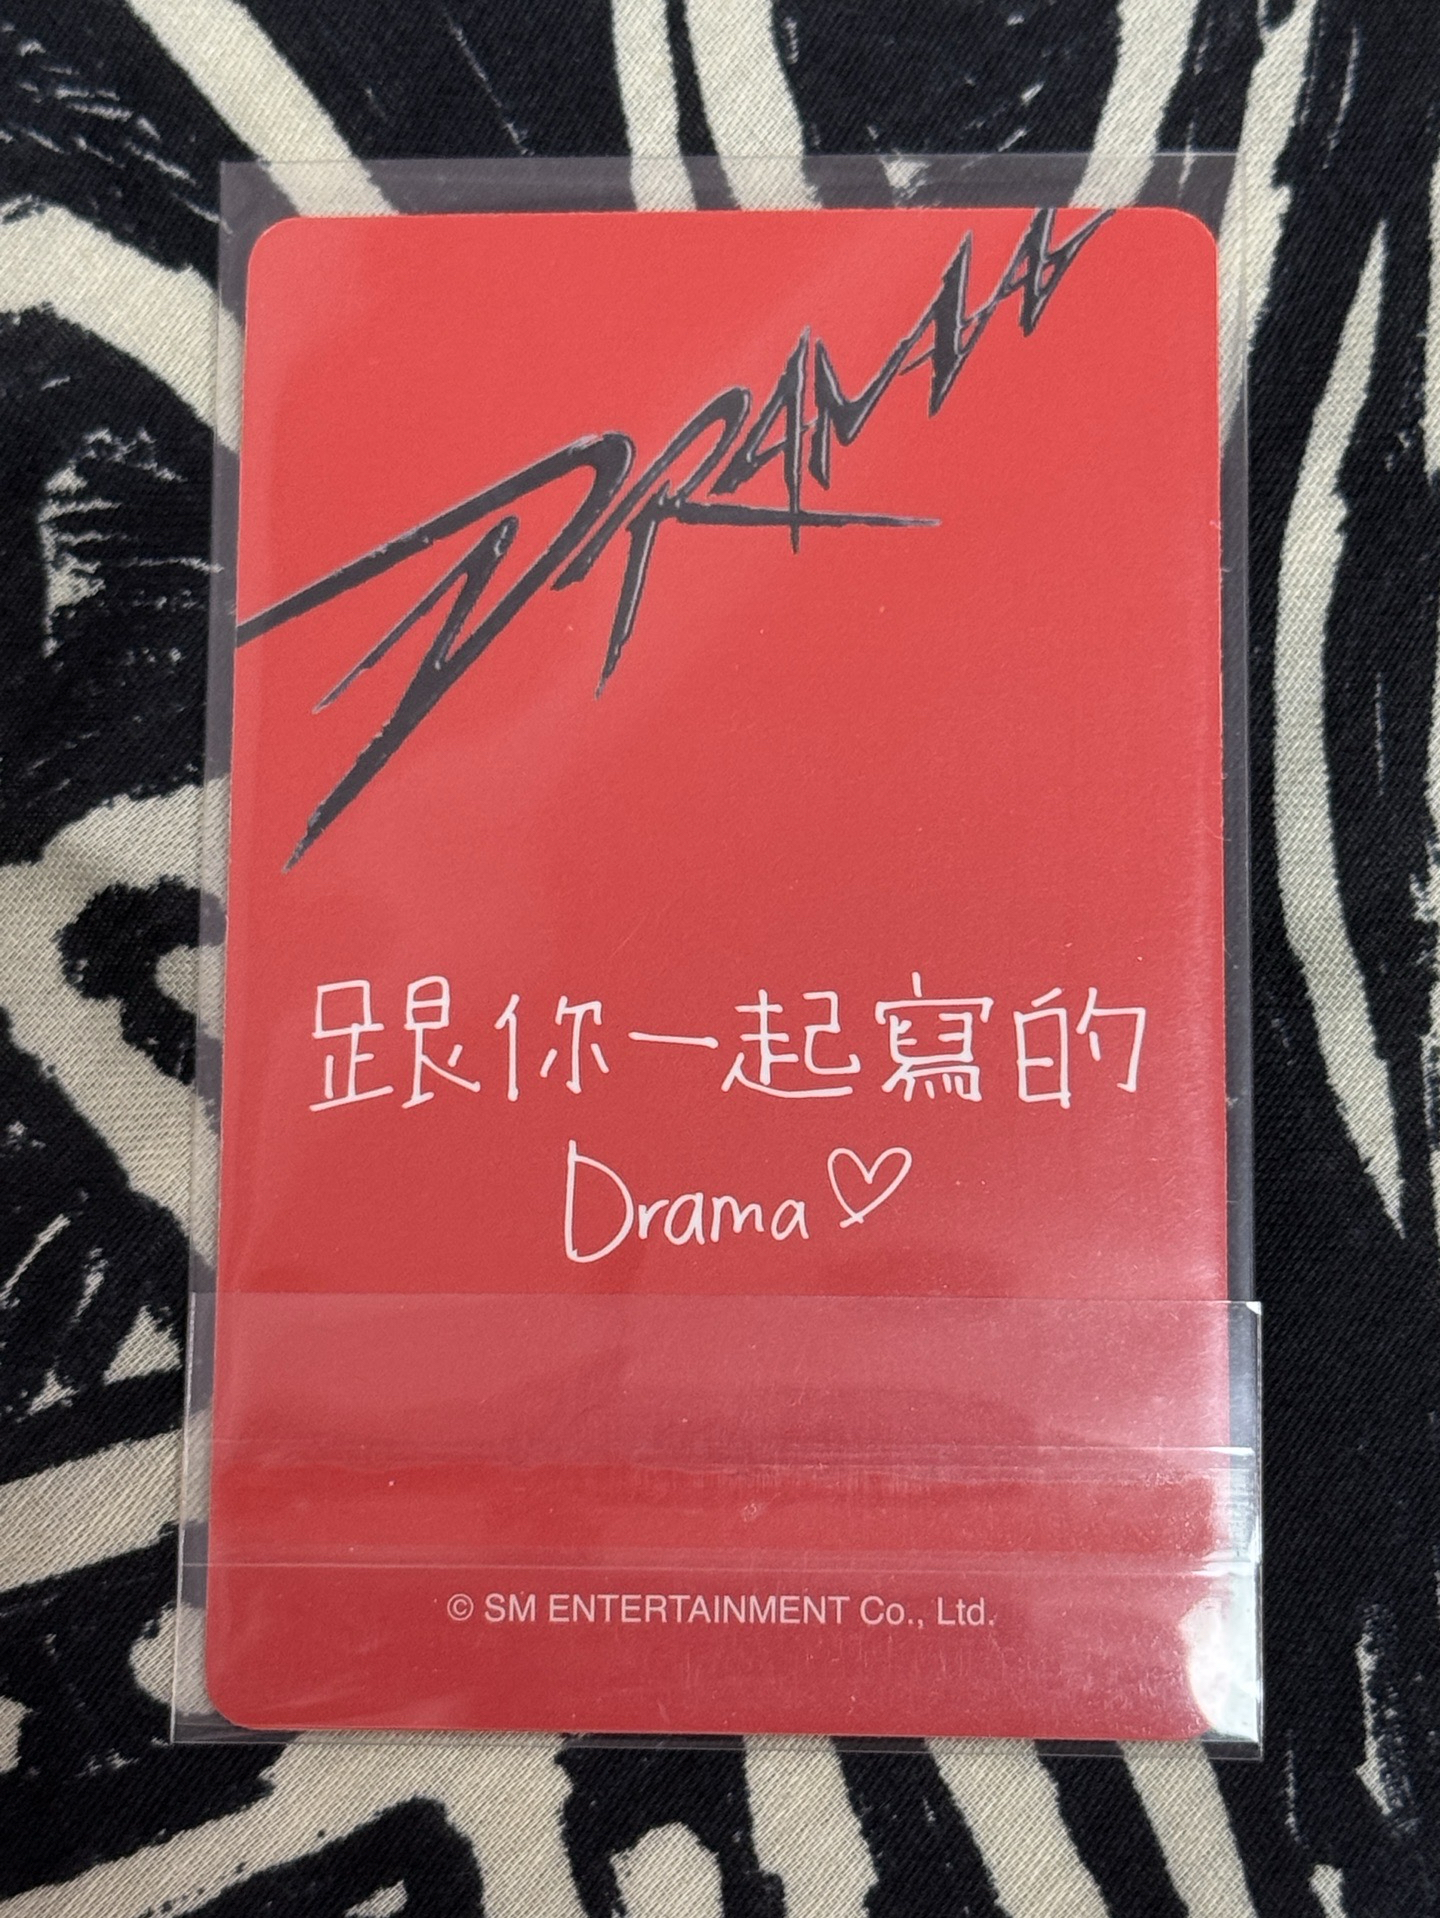 DRAMA
跟你一起寫的
Drama♡
© SM ENTERTAINMENT Co., Ltd.